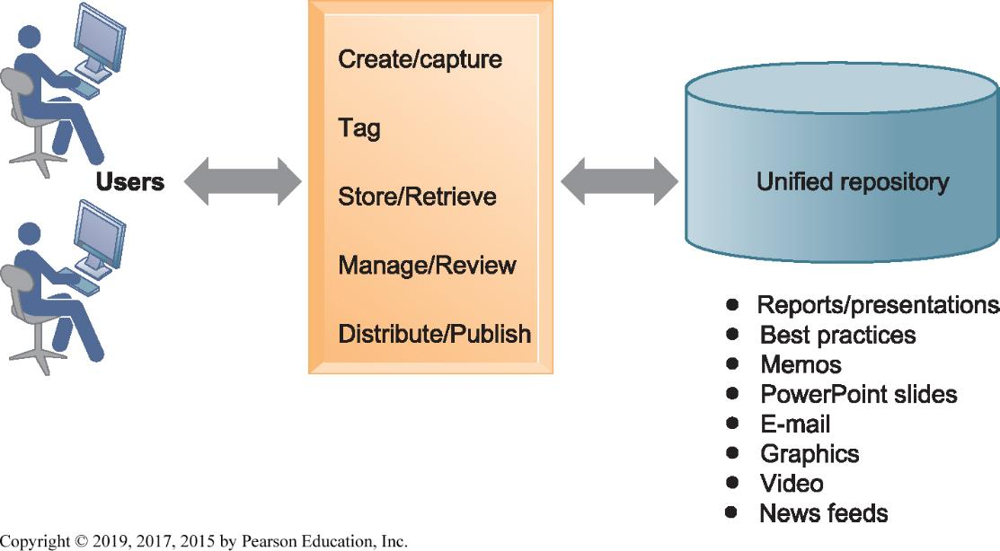 Users
Create/capture
Tag
Store/Retrieve
Manage/Review
Distribute/Publish
Unified repository
● Reports/presentations
● Best practices
● Memos
● PowerPoint slides
● E-mail
● Graphics
● Video
● News feeds
Copyright © 2019, 2017, 2015 by Pearson Education, Inc.